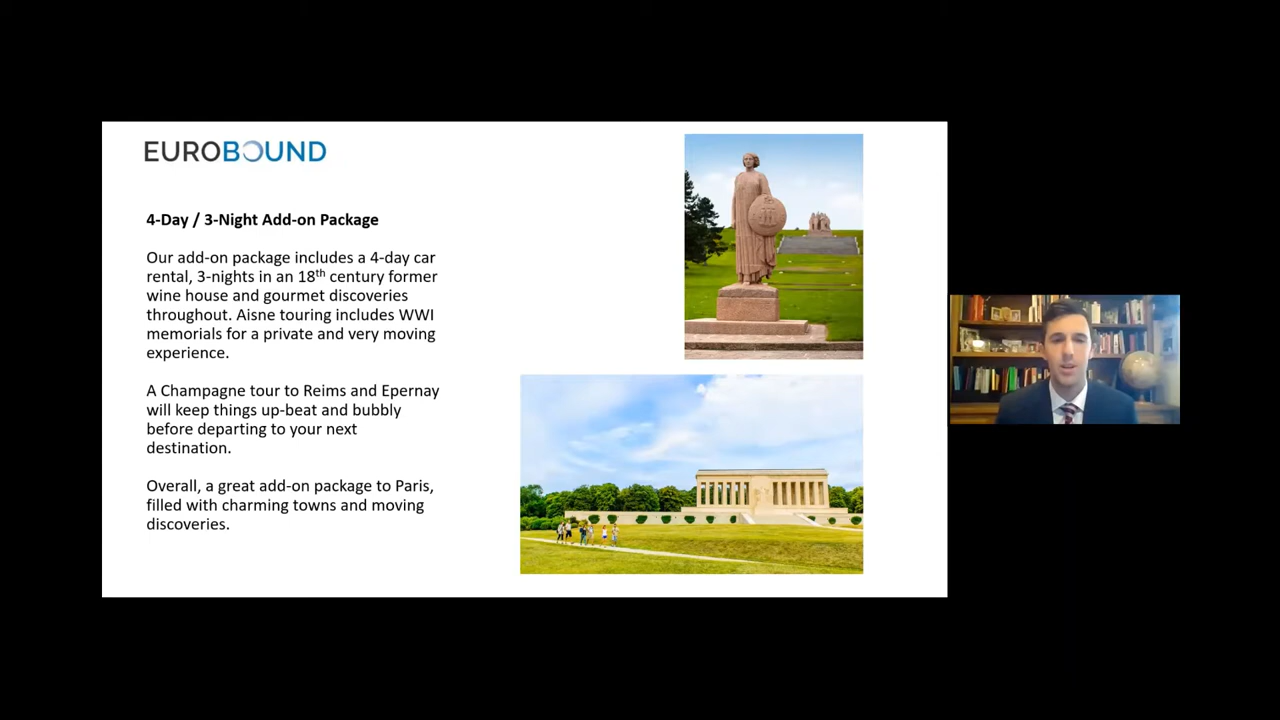 EUROBOUND
4-Day / 3-Night Add-on Package
Our add-on package includes a 4-day car
rental, 3-nights in an 18th century former
wine house and gourmet discoveries
throughout. Aisne touring includes WWI
memorials for a private and very moving
experience.
A Champagne tour to Reims and Epernay
will keep things up-beat and bubbly
before departing to your next
destination.
Overall, a great add-on package to Paris,
filled with charming towns and moving
discoveries.